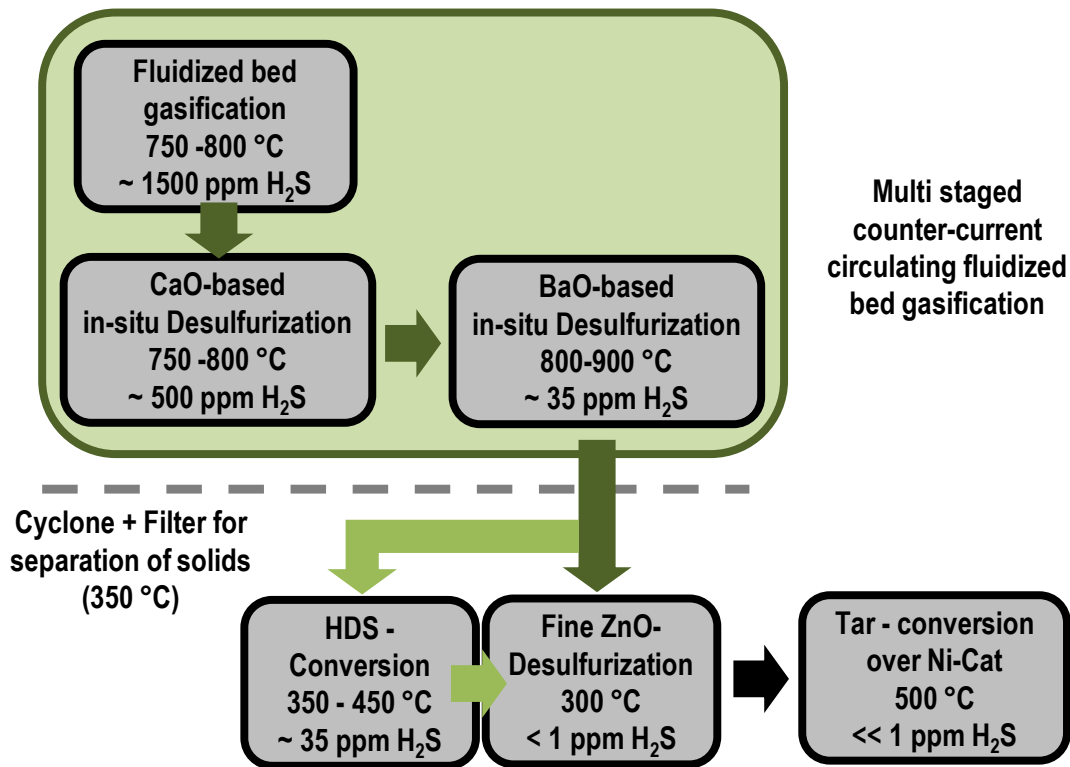 Fluidized bed
gasification
750 -800 °C
~ 1500 ppm H₂S
CaO-based
in-situ Desulfurization
750 -800 °C
~ 500 ppm H₂S
BaO-based
in-situ Desulfurization
800-900 °C
~ 35 ppm H₂S
Multi staged
counter-current
circulating fluidized
bed gasification
Cyclone + Filter for
separation of solids
(350 °C)
HDS -
Conversion
350 - 450 °C
~ 35 ppm H₂S
Fine ZnO-
Desulfurization
300 °C
< 1 ppm H₂S
Tar - conversion
over Ni-Cat
500 °C
<< 1 ppm H₂S